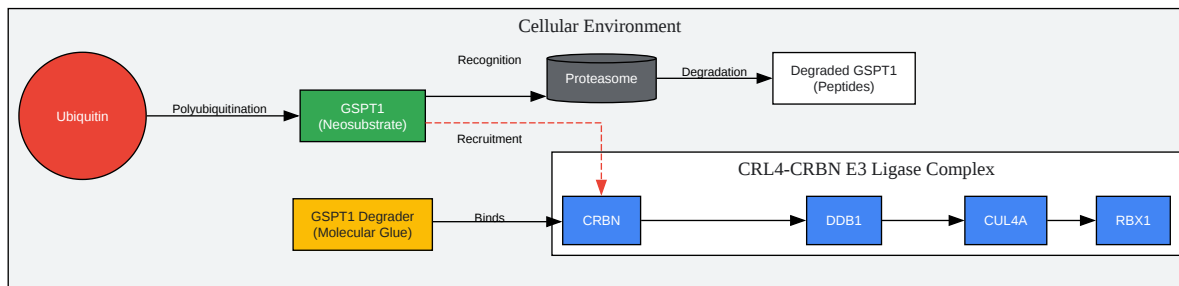 Cellular Environment
Ubiquitin
Polyubiquitination
GSPT1
(Neosubstrate)
Recognition
Recruitment
Proteasome
Degradation
Degraded GSPT1
(Peptides)
CRL4-CRBN E3 Ligase Complex
GSPT1 Degrader
(Molecular Glue)
Binds
CRBN
DDB1
CUL4A
RBX1